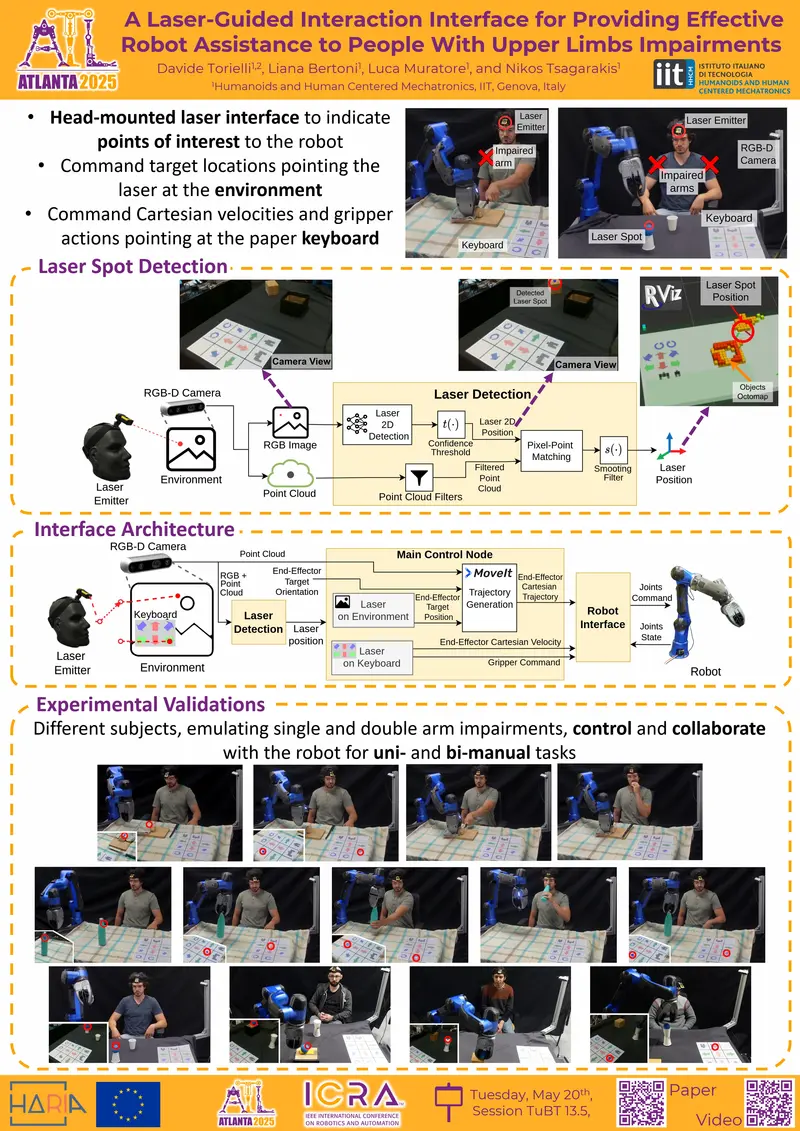 ATLANTA 2025
A Laser-Guided Interaction Interface for Providing Effective
Robot Assistance to People With Upper Limbs Impairments
Davide Torielli¹,², Liana Bertoni¹, Luca Muratore¹, and Nikos Tsagarakis¹
¹Humanoids and Human Centered Mechatronics, IIT, Genova, Italy
iit
HHCM
ISTITUTO ITALIANO
DI TECNOLOGIA
HUMANOIDS AND HUMAN
CENTERED MECHATRONICS
• Head-mounted laser interface to indicate
points of interest to the robot
• Command target locations pointing the
laser at the environment
• Command Cartesian velocities and gripper
actions pointing at the paper keyboard
Laser
Emitter
Impaired
arm
Keyboard
Laser Emitter
RGB-D
Camera
Impaired
arms
Keyboard
Laser Spot
Laser Spot Detection
Camera View
Detected
Laser Spot
Camera View
RViz
Laser Spot
Position
Objects
Octomap
RGB-D Camera
Laser
Emitter
Environment
RGB Image
Point Cloud
Laser Detection
Laser
2D
Detection
t(·)
Confidence
Threshold
Laser 2D
Position
Point Cloud Filters
Filtered
Point
Cloud
Pixel-Point
Matching
s(·)
Smooting
Filter
Laser
Position
Interface Architecture
RGB-D Camera
Keyboard
Laser
Emitter
Environment
Point Cloud
RGB +
Point
Cloud
End-Effector
Target
Orientation
Laser
Detection
Laser
position
Main Control Node
Laser
on Environment
End-Effector
Target
Position
MoveIt
Trajectory
Generation
End-Effector
Cartesian
Trajectory
Laser
on Keyboard
End-Effector Cartesian Velocity
Gripper Command
Robot
Interface
Joints
Command
Joints
State
Robot
Experimental Validations
Different subjects, emulating single and double arm impairments, control and collaborate
with the robot for uni- and bi-manual tasks
HARIA
ATLANTA 2025
ICRA
IEEE INTERNATIONAL CONFERENCE
ON ROBOTICS AND AUTOMATION
Tuesday, May 20th,
Session TuBT 13.5,
Paper
Video